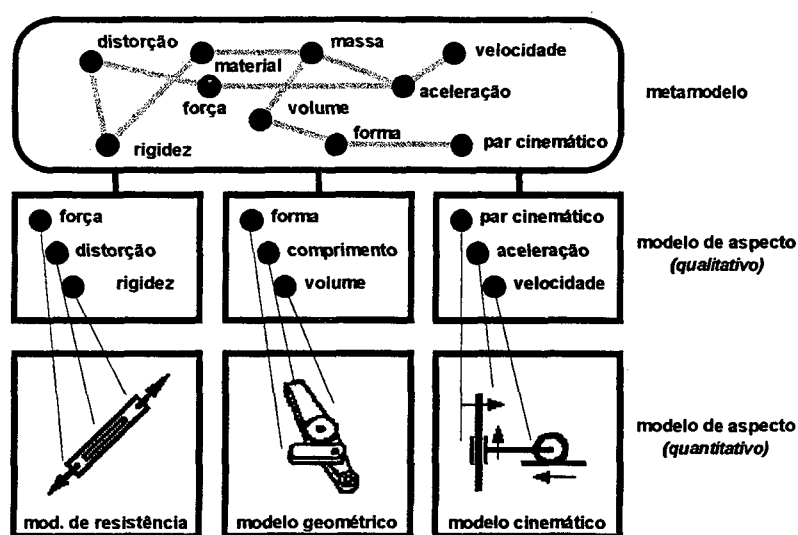 distorção
massa
velocidade
material
força
volume
aceleração
metamodelo
forma
rigidez
par cinemático
força
distorção
rigidez
forma
comprimento
volume
par cinemático
aceleração
velocidade
modelo de aspecto
(qualitativo)
modelo de aspecto
(quantitativo)
mod. de resistência
modelo geométrico
modelo cinemático